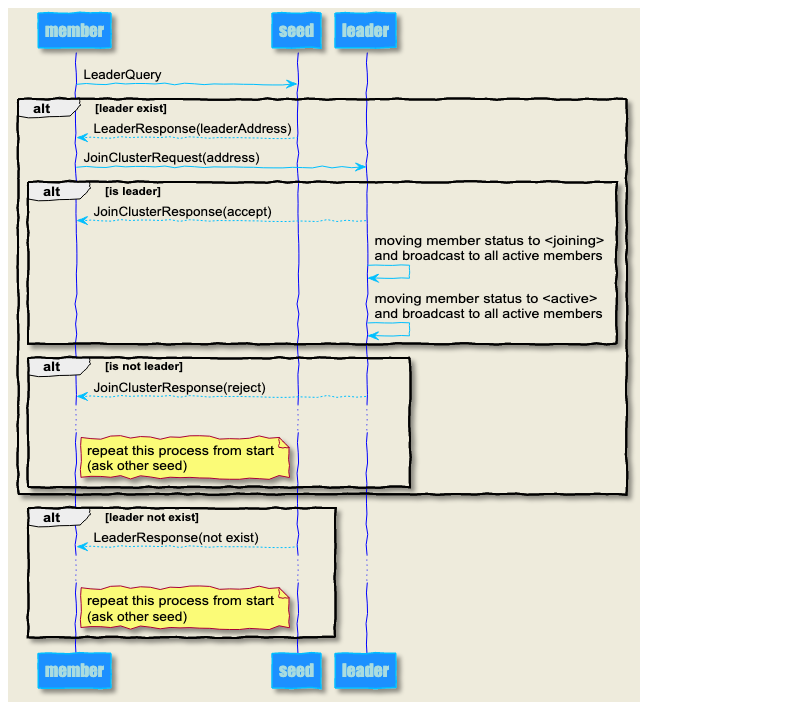 member seed leader
LeaderQuery
alt [leader exist]
LeaderResponse(leaderAddress)
JoinClusterRequest(address)
alt [is leader]
JoinClusterResponse(accept)
moving member status to <joining>
and broadcast to all active members
moving member status to <active>
and broadcast to all active members
alt [is not leader]
JoinClusterResponse(reject)
repeat this process from start
(ask other seed)
alt [leader not exist]
LeaderResponse(not exist)
repeat this process from start
(ask other seed)
member seed leader